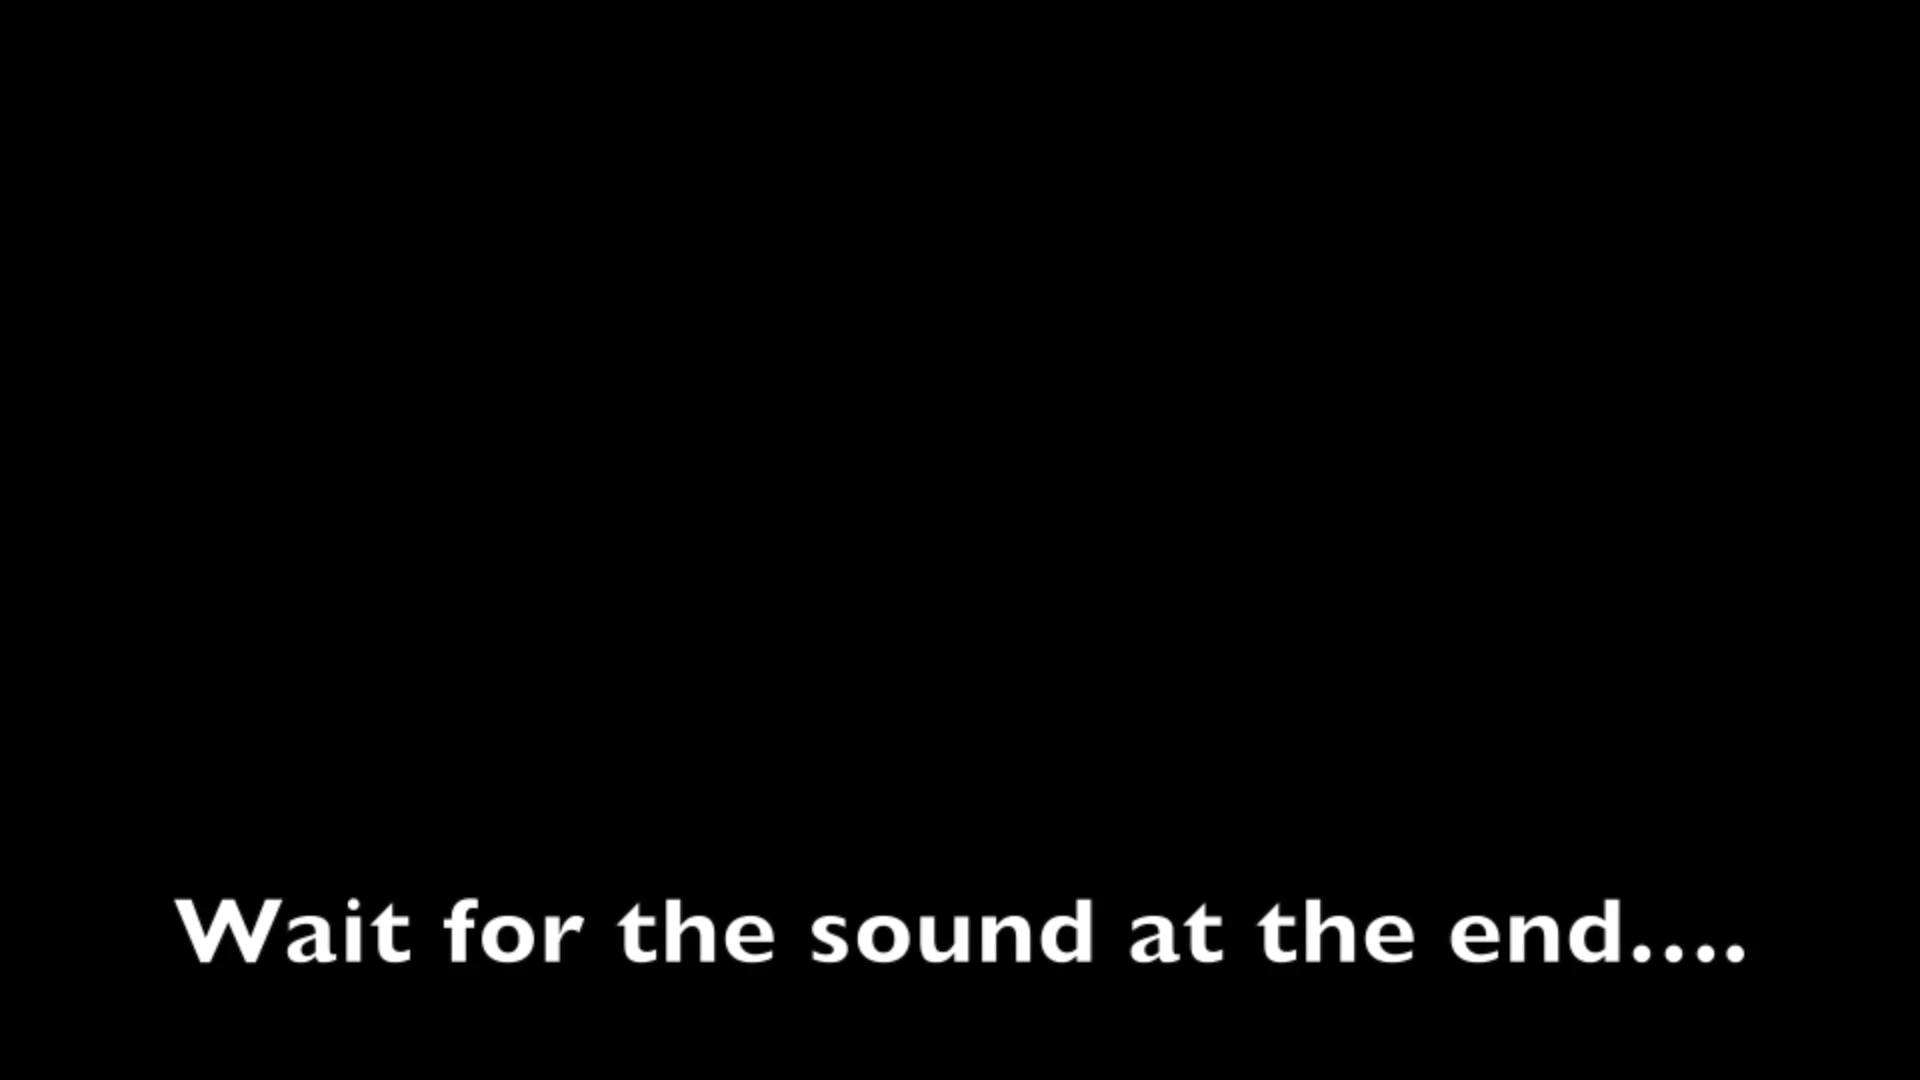 Wait for the sound at the end....